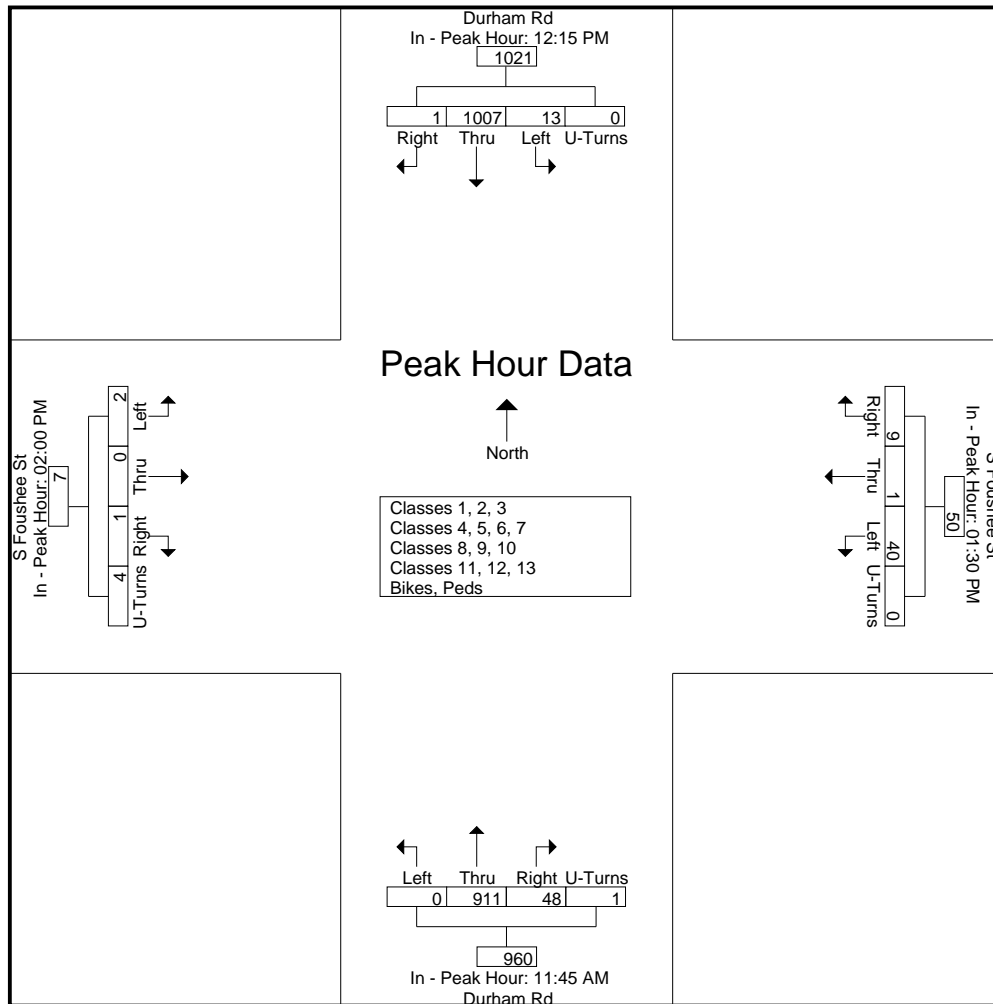 Durham Rd
In - Peak Hour: 12:15 PM
1021
1 1007 13 0
Right Thru Left U-Turns
Peak Hour Data
North
Classes 1, 2, 3
Classes 4, 5, 6, 7
Classes 8, 9, 10
Classes 11, 12, 13
Bikes, Peds
S Foushee St
In - Peak Hour: 02:00 PM
7
2 0 1 4
Left Thru Right U-Turns
S Foushee St
In - Peak Hour: 01:30 PM
50
9 1 40 0
Right Thru Left U-Turns
Left Thru Right U-Turns
0 911 48 1
960
In - Peak Hour: 11:45 AM
Durham Rd